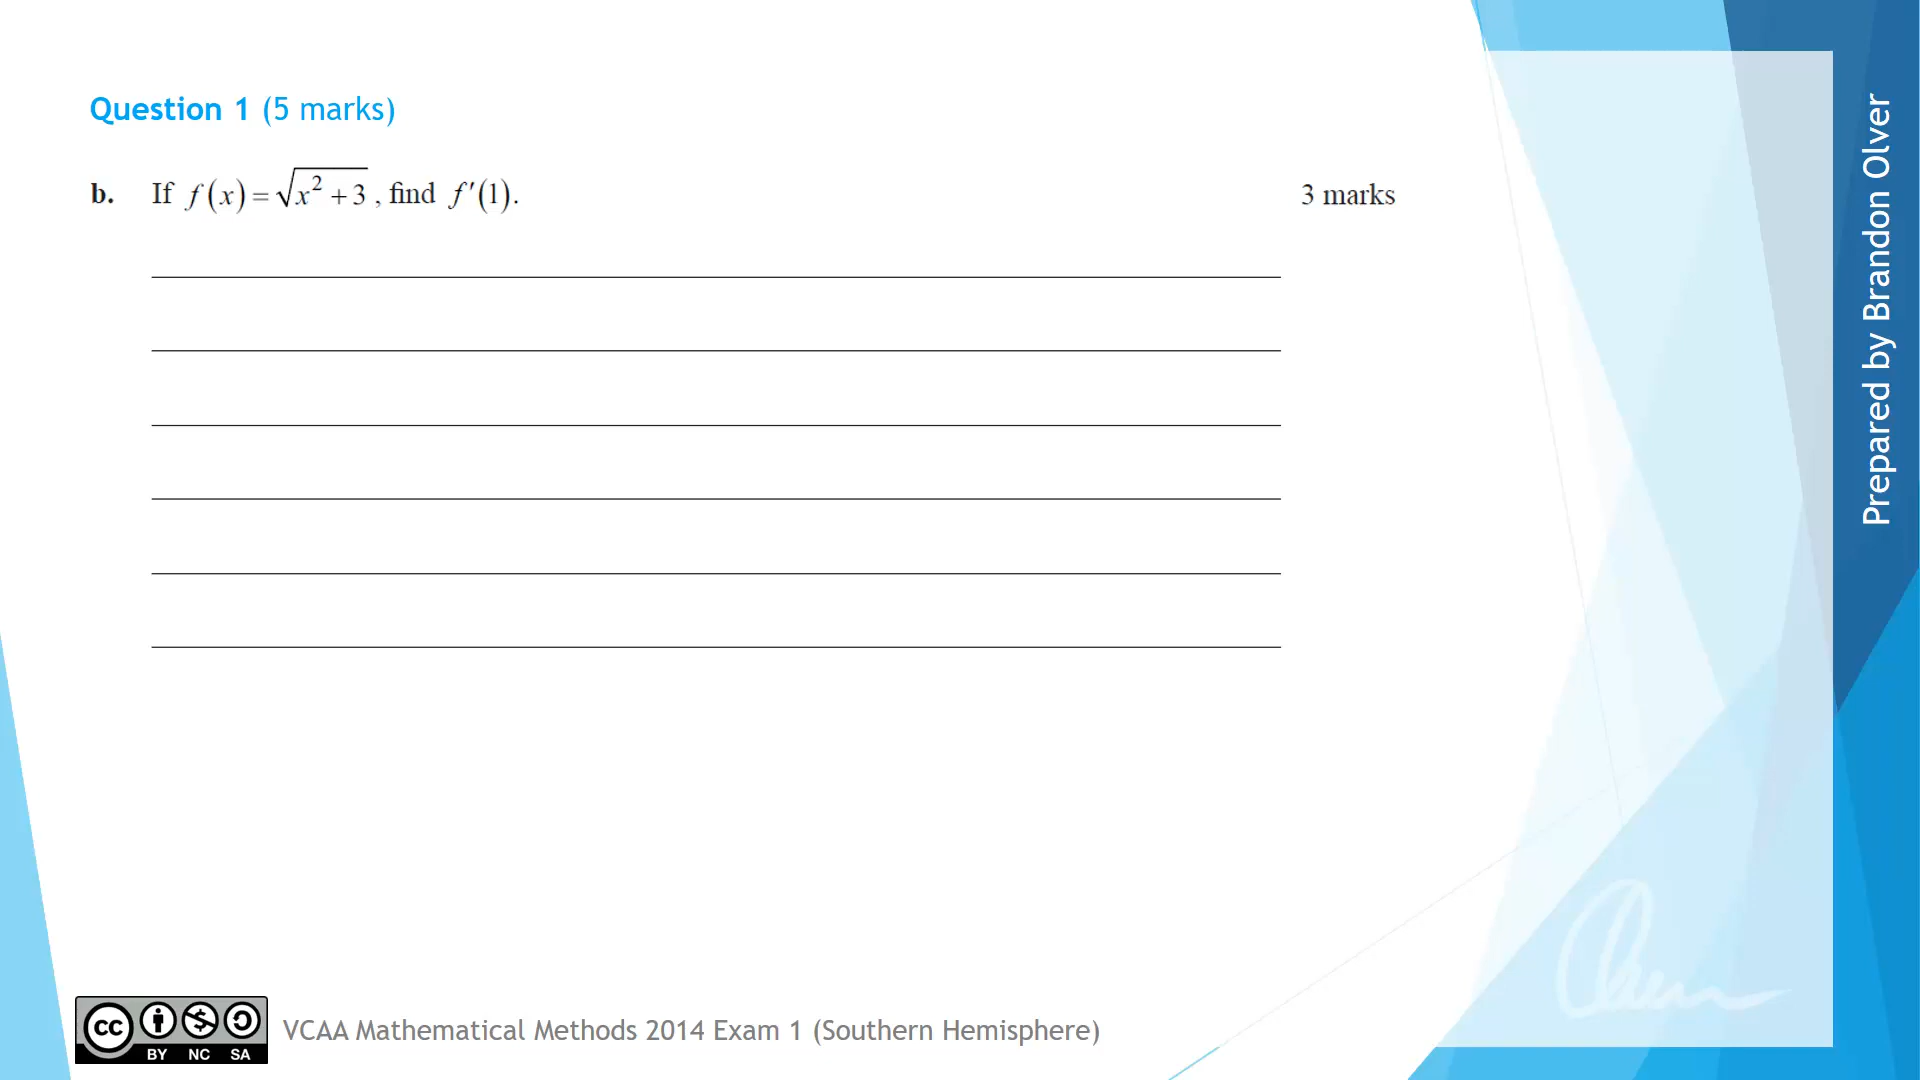 Question 1 (5 marks)
b. If f(x) = √(x² + 3), find f′(1). 3 marks
Prepared by Brandon Olver
cc BY NC SA
VCAA Mathematical Methods 2014 Exam 1 (Southern Hemisphere)